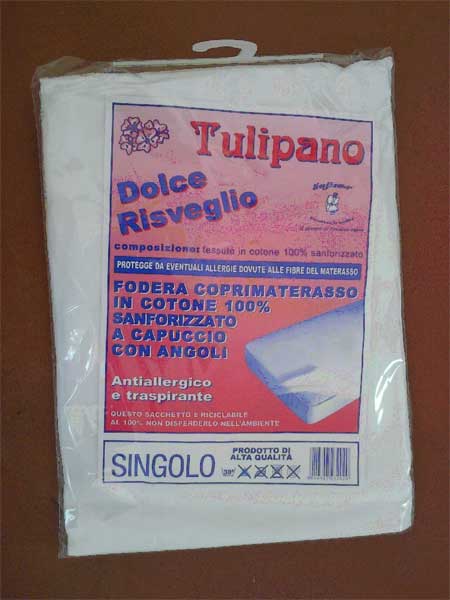 Tulipano
Dolce
Risveglio
composizione: tessuto in cotone 100% sanforizzato
PROTEGGE DA EVENTUALI ALLERGIE DOVUTE ALLE FIBRE DEL MATERASSO
FODERA COPRIMATERASSO
IN COTONE 100%
SANFORIZZATO
A CAPUCCIO
CON ANGOLI
Antiallergico
e traspirante
QUESTO SACCHETTO È RICICLABILE
AL 100% NON DISPERDERLO NELL'AMBIENTE
SINGOLO
PRODOTTO DI
ALTA QUALITÀ